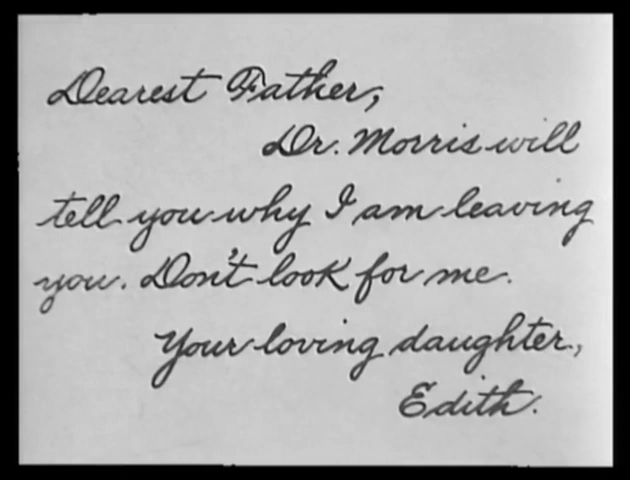 Dearest Father,
Dr. Morris will
tell you why I am leaving
you. Don't look for me.
Your loving daughter,
Edith.